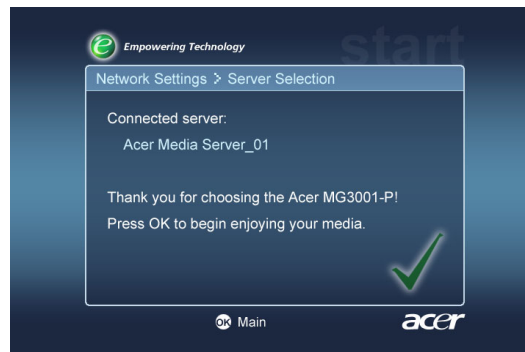 start
e Empowering Technology
Network Settings > Server Selection
Connected server:
Acer Media Server_01
Thank you for choosing the Acer MG3001-P!
Press OK to begin enjoying your media.
OK Main
acer